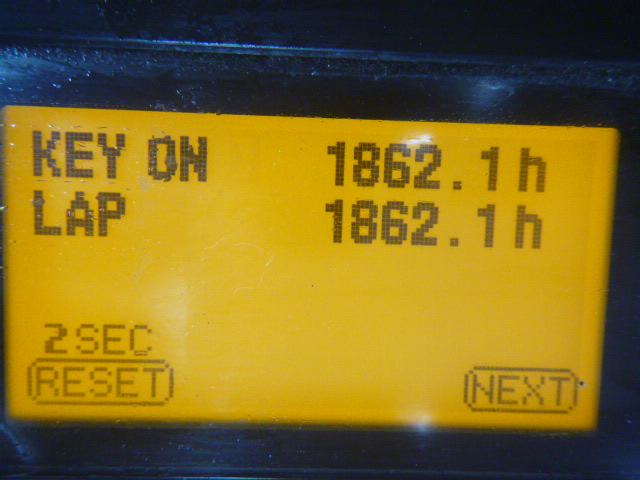 KEY ON 1862.1h
LAP 1862.1h
2SEC
RESET NEXT